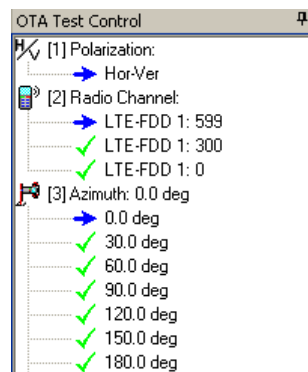 OTA Test Control
[1] Polarization:
Hor-Ver
[2] Radio Channel:
LTE-FDD 1: 599
LTE-FDD 1: 300
LTE-FDD 1: 0
[3] Azimuth: 0.0 deg
0.0 deg
30.0 deg
60.0 deg
90.0 deg
120.0 deg
150.0 deg
180.0 deg